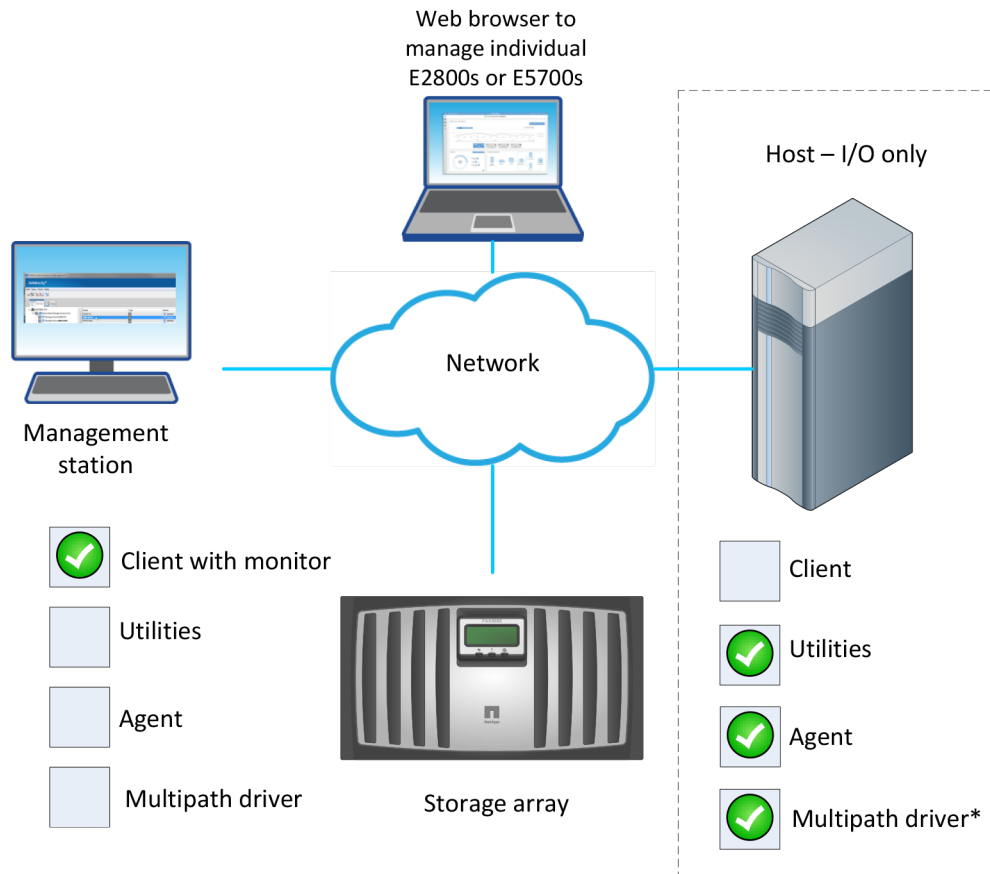 Web browser to
manage individual
E2800s or E5700s
Host – I/O only
Network
Management
station
Client with monitor
Utilities
Agent
Multipath driver
Storage array
Client
Utilities
Agent
Multipath driver*